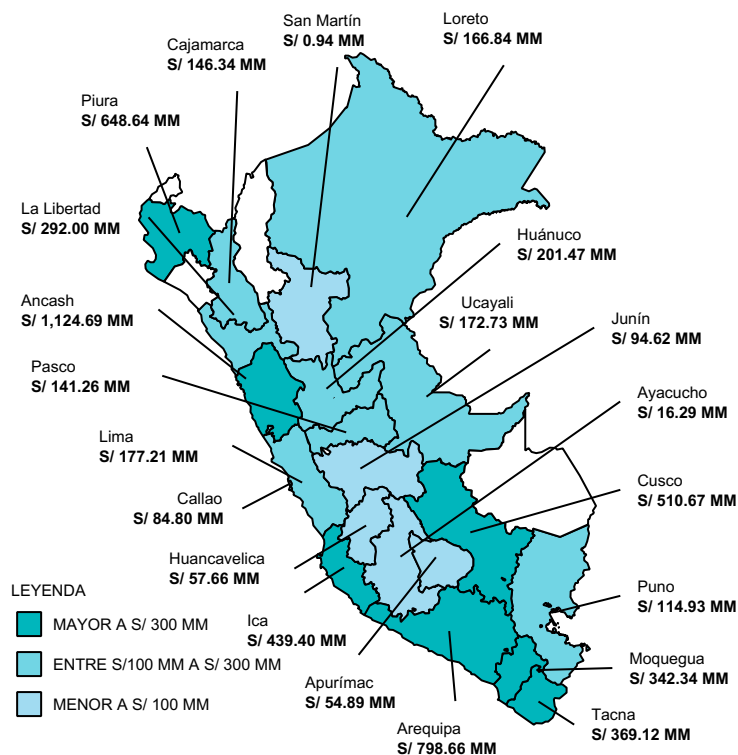 San Martín
S/ 0.94 MM
Loreto
S/ 166.84 MM
Cajamarca
S/ 146.34 MM
Piura
S/ 648.64 MM
La Libertad
S/ 292.00 MM
Huánuco
S/ 201.47 MM
Ancash
S/ 1,124.69 MM
Ucayali
S/ 172.73 MM
Junín
S/ 94.62 MM
Pasco
S/ 141.26 MM
Ayacucho
S/ 16.29 MM
Lima
S/ 177.21 MM
Cusco
S/ 510.67 MM
Callao
S/ 84.80 MM
Huancavelica
S/ 57.66 MM
Puno
S/ 114.93 MM
LEYENDA
MAYOR A S/ 300 MM
ENTRE S/100 MM A S/ 300 MM
MENOR A S/ 100 MM
Ica
S/ 439.40 MM
Moquegua
S/ 342.34 MM
Apurímac
S/ 54.89 MM
Tacna
S/ 369.12 MM
Arequipa
S/ 798.66 MM